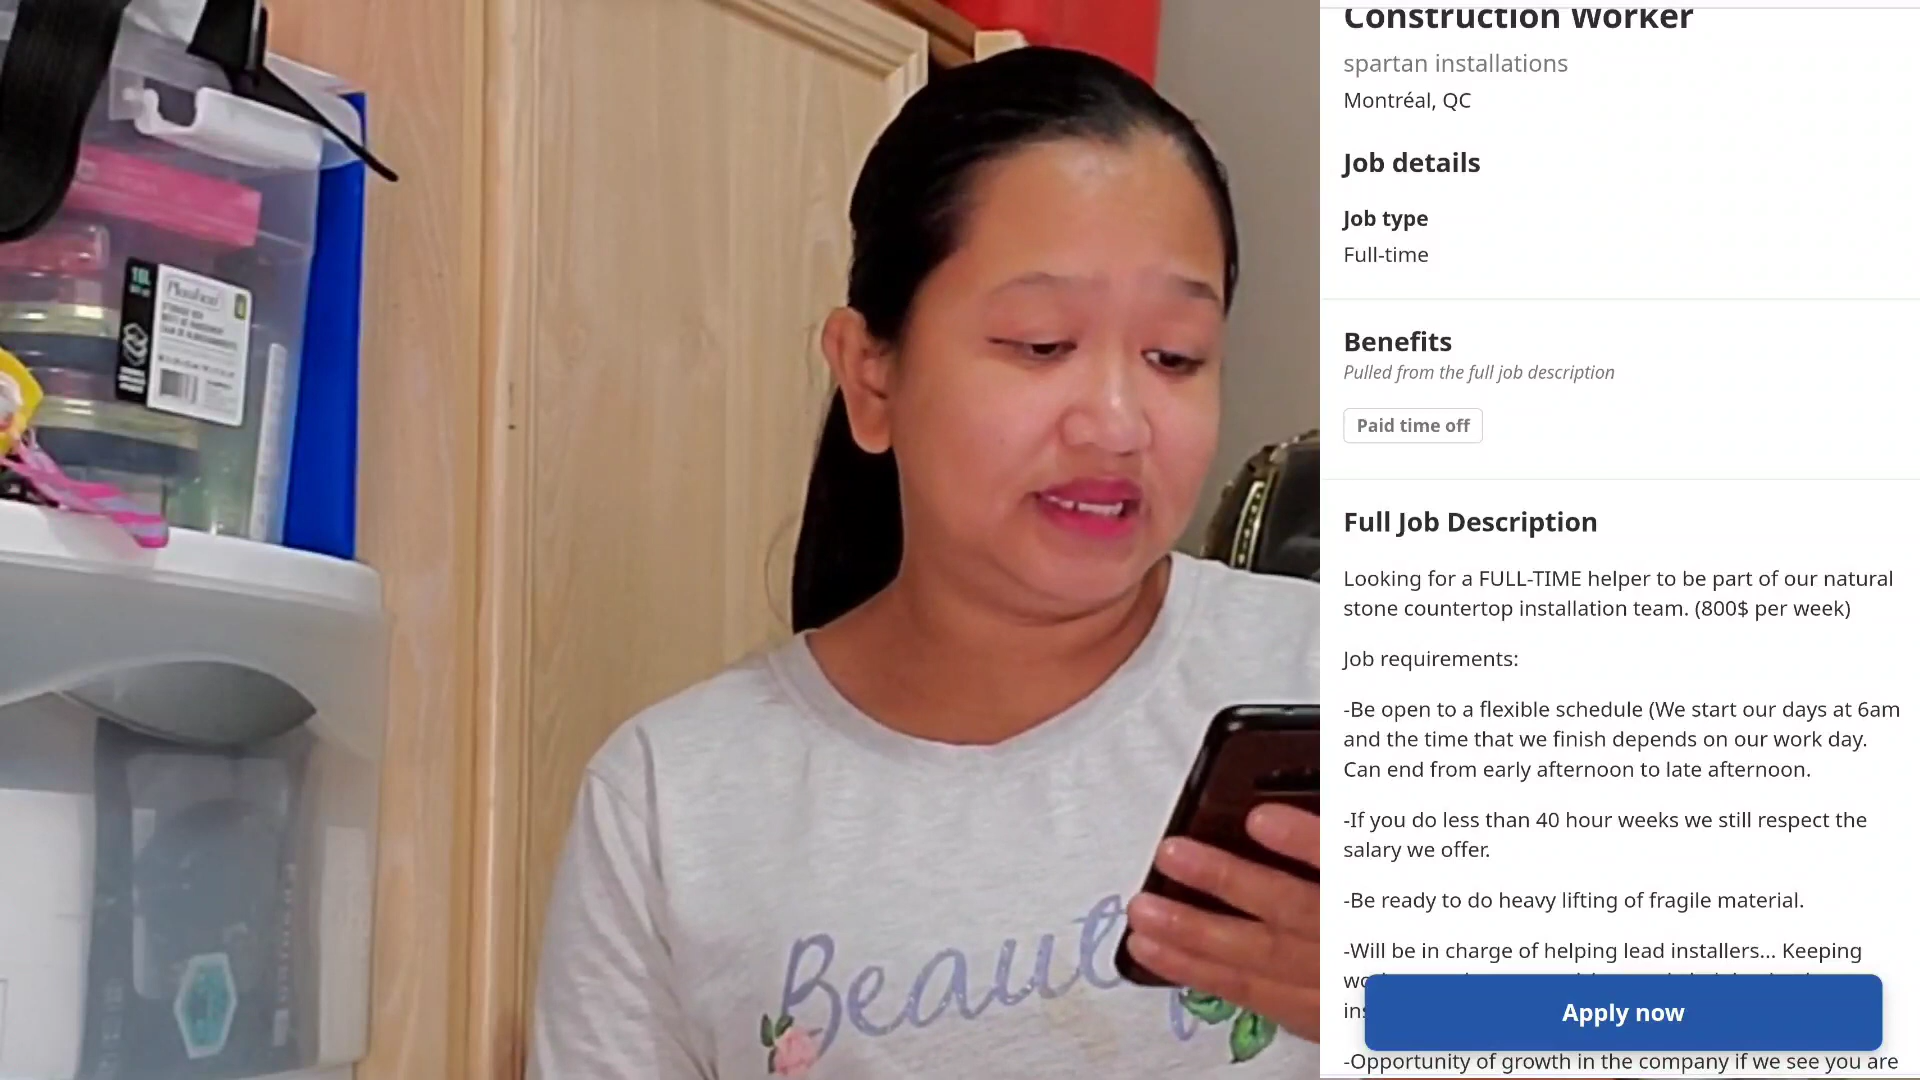 Construction Worker
spartan installations
Montréal, QC
Job details
Job type
Full-time
Benefits
Pulled from the full job description
Paid time off
Full Job Description
Looking for a FULL-TIME helper to be part of our natural
stone countertop installation team. (800$ per week)
Job requirements:
-Be open to a flexible schedule (We start our days at 6am
and the time that we finish depends on our work day.
Can end from early afternoon to late afternoon.
-If you do less than 40 hour weeks we still respect the
salary we offer.
-Be ready to do heavy lifting of fragile material.
-Will be in charge of helping lead installers... Keeping
Apply now
-Opportunity of growth in the company if we see you are
Beaut